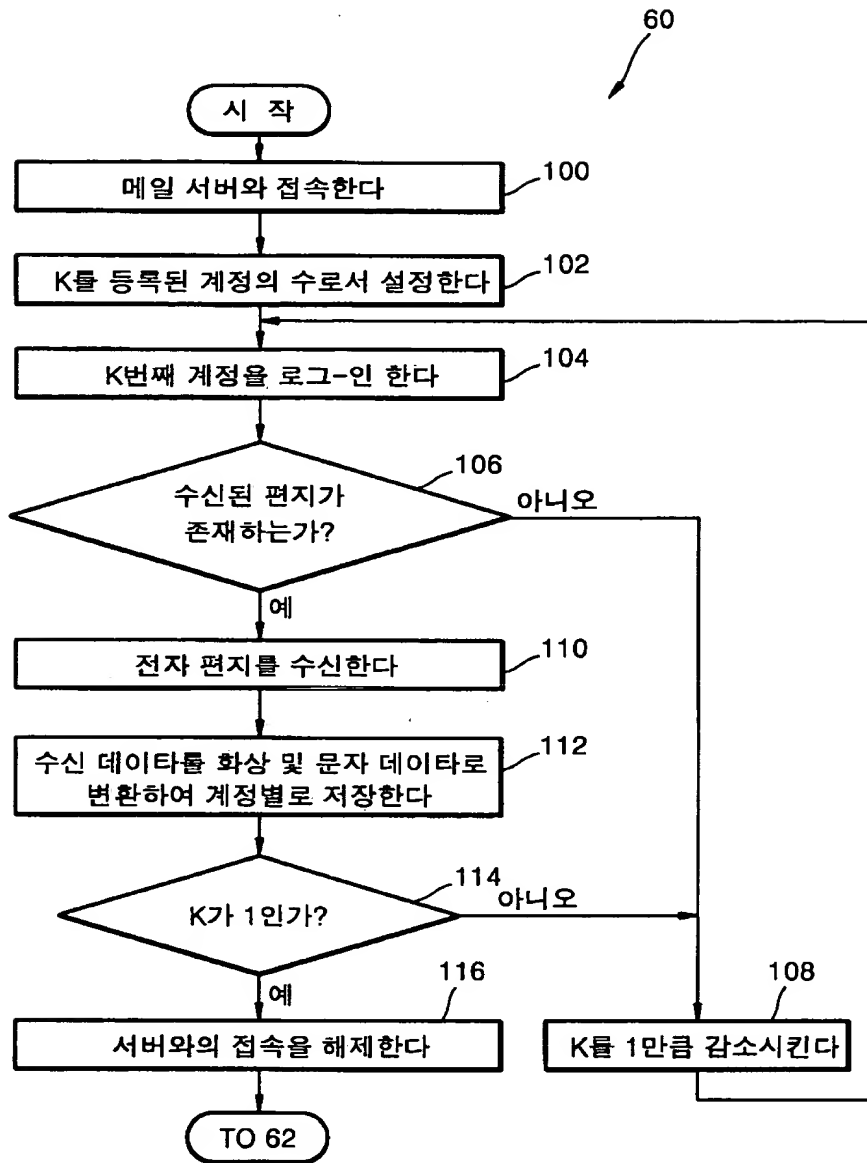 60
시 작
메일 서버와 접속한다
100
K를 등록된 계정의 수로서 설정한다
102
K번째 계정을 로그-인 한다
104
106
수신된 편지가
존재하는가?
아니오
예
전자 편지를 수신한다
110
수신 데이타를 화상 및 문자 데이타로
변환하여 계정별로 저장한다
112
114
K가 1인가?
아니오
예
116
서버와의 접속을 해제한다
108
K를 1만큼 감소시킨다
TO 62